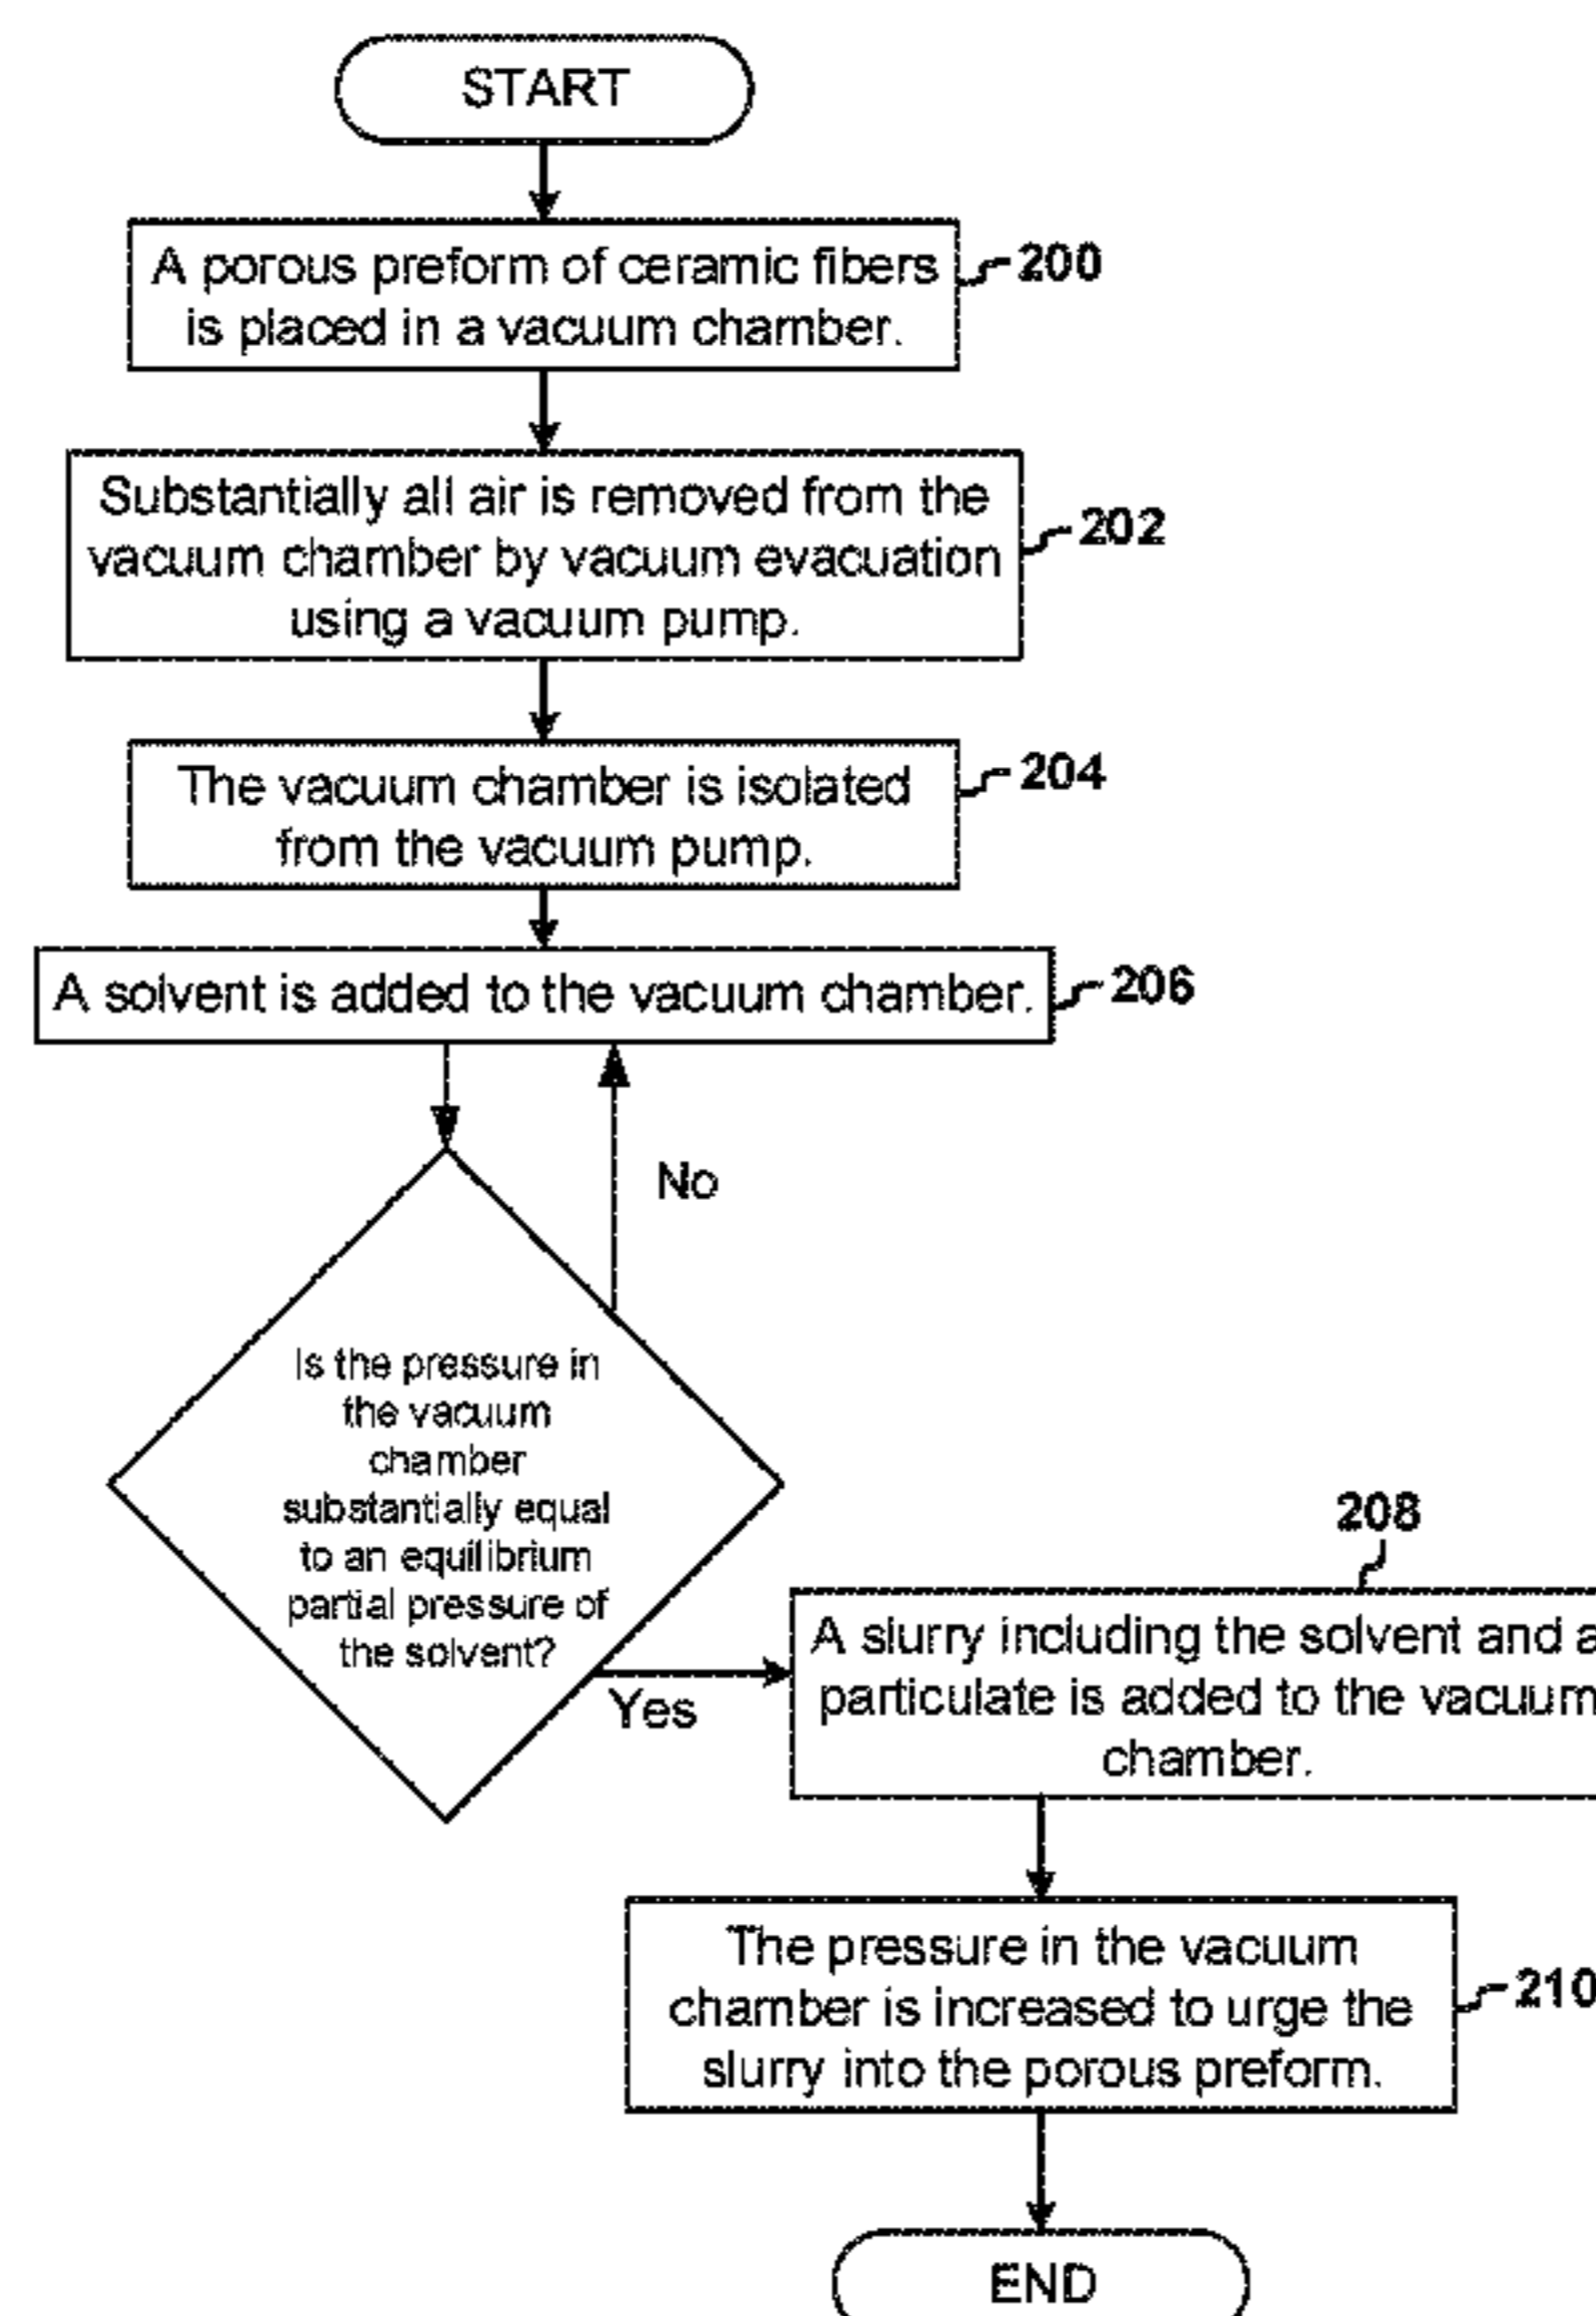 START
A porous preform of ceramic fibers
is placed in a vacuum chamber.
200
Substantially all air is removed from the
vacuum chamber by vacuum evacuation
using a vacuum pump.
202
The vacuum chamber is isolated
from the vacuum pump.
204
A solvent is added to the vacuum chamber.
206
No
Is the pressure in
the vacuum
chamber
substantially equal
to an equilibrium
partial pressure of
the solvent?
Yes
208
A slurry including the solvent and a
particulate is added to the vacuum
chamber.
The pressure in the vacuum
chamber is increased to urge the
slurry into the porous preform.
210
END